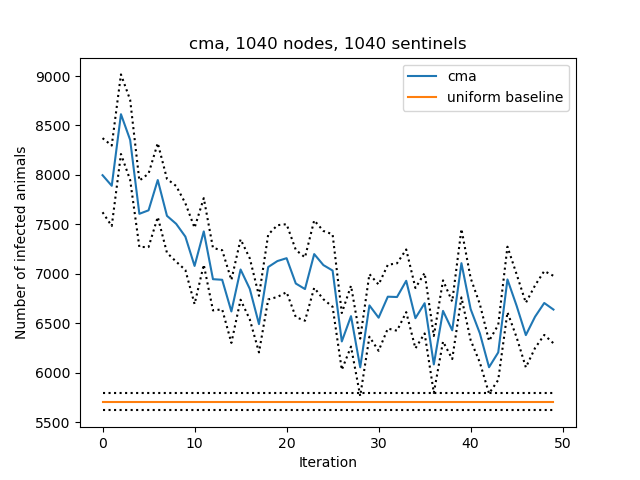 cma, 1040 nodes, 1040 sentinels
cma
uniform baseline
Number of infected animals
9000
8500
8000
7500
7000
6500
6000
5500
0 10 20 30 40 50
Iteration